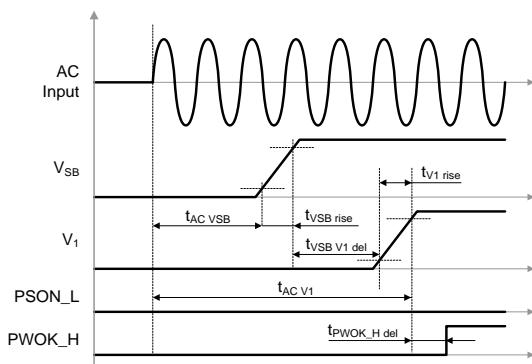 AC
Input
VSB
tV1 rise
tAC VSB
tVSB rise
V1
tVSB V1 del
tAC V1
PSON_L
tPWOK_H del
PWOK_H